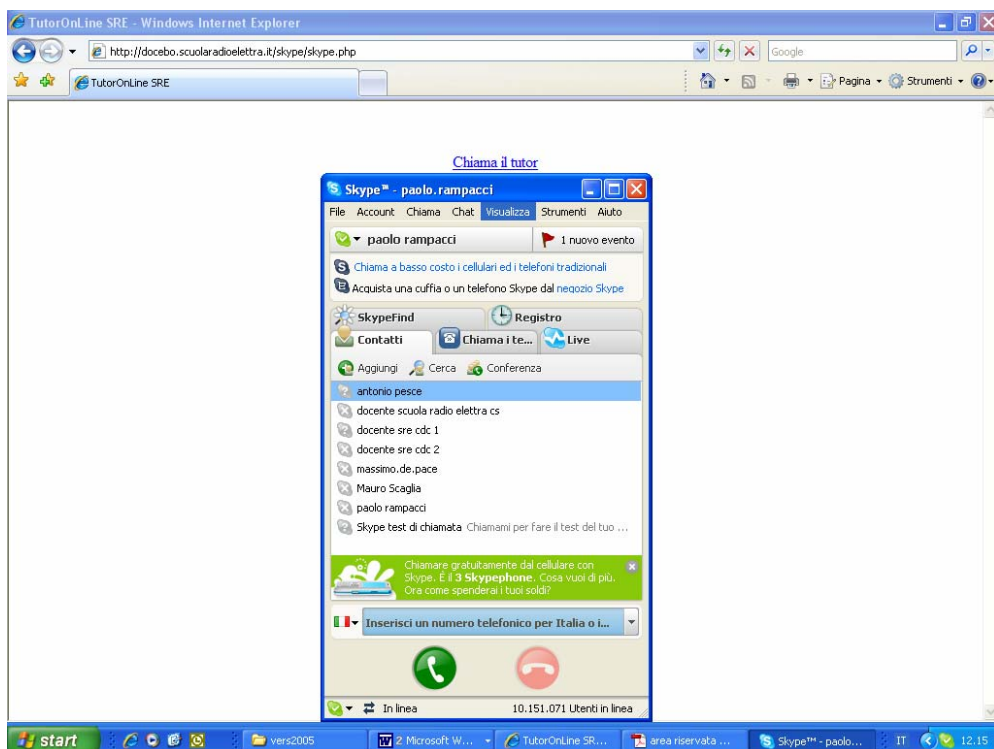 TutorOnLine SRE - Windows Internet Explorer
http://docebo.scuolaradioelettra.it/skype/skype.php
Google
TutorOnLine SRE
Pagina
Strumenti
Chiama il tutor
Skype™ - paolo.rampacci
File Account Chiama Chat Visualizza Strumenti Aiuto
paolo rampacci
1 nuovo evento
Chiama a basso costo i cellulari ed i telefoni tradizionali
Acquista una cuffia o un telefono Skype dal negozio Skype
SkypeFind
Registro
Contatti
Chiama i te...
Live
Aggiungi Cerca Conferenza
antonio pesce
docente scuola radio elettra cs
docente sre cdc 1
docente sre cdc 2
massimo.de.pace
Mauro Scaglia
paolo rampacci
Skype test di chiamata Chiamami per fare il test del tuo ...
Chiamare gratuitamente dal cellulare con
Skype. É il 3 Skypephone. Cosa vuoi di più.
Ora come spenderai i tuoi soldi?
Inserisci un numero telefonico per Italia o i...
In linea
10.151.071 Utenti in linea
start
vers2005
2 Microsoft W...
TutorOnLine SR...
area riservata ...
Skype™ - paolo...
IT
12.15